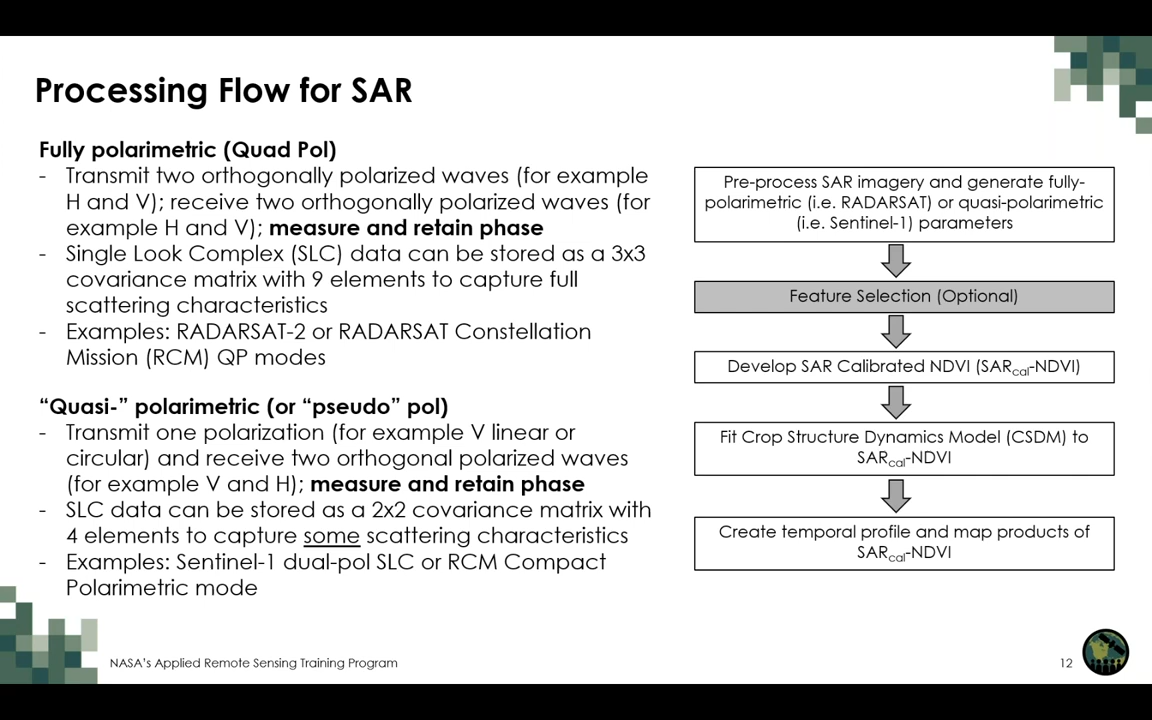 Processing Flow for SAR
Fully polarimetric (Quad Pol)
- Transmit two orthogonally polarized waves (for example
H and V); receive two orthogonally polarized waves (for
example H and V); measure and retain phase
- Single Look Complex (SLC) data can be stored as a 3x3
covariance matrix with 9 elements to capture full
scattering characteristics
- Examples: RADARSAT-2 or RADARSAT Constellation
Mission (RCM) QP modes
“Quasi-” polarimetric (or “pseudo” pol)
- Transmit one polarization (for example V linear or
circular) and receive two orthogonal polarized waves
(for example V and H); measure and retain phase
- SLC data can be stored as a 2x2 covariance matrix with
4 elements to capture some scattering characteristics
- Examples: Sentinel-1 dual-pol SLC or RCM Compact
Polarimetric mode
Pre-process SAR imagery and generate fully-
polarimetric (i.e. RADARSAT) or quasi-polarimetric
(i.e. Sentinel-1) parameters
Feature Selection (Optional)
Develop SAR Calibrated NDVI (SARcal-NDVI)
Fit Crop Structure Dynamics Model (CSDM) to
SARcal-NDVI
Create temporal profile and map products of
SARcal-NDVI
NASA's Applied Remote Sensing Training Program
12